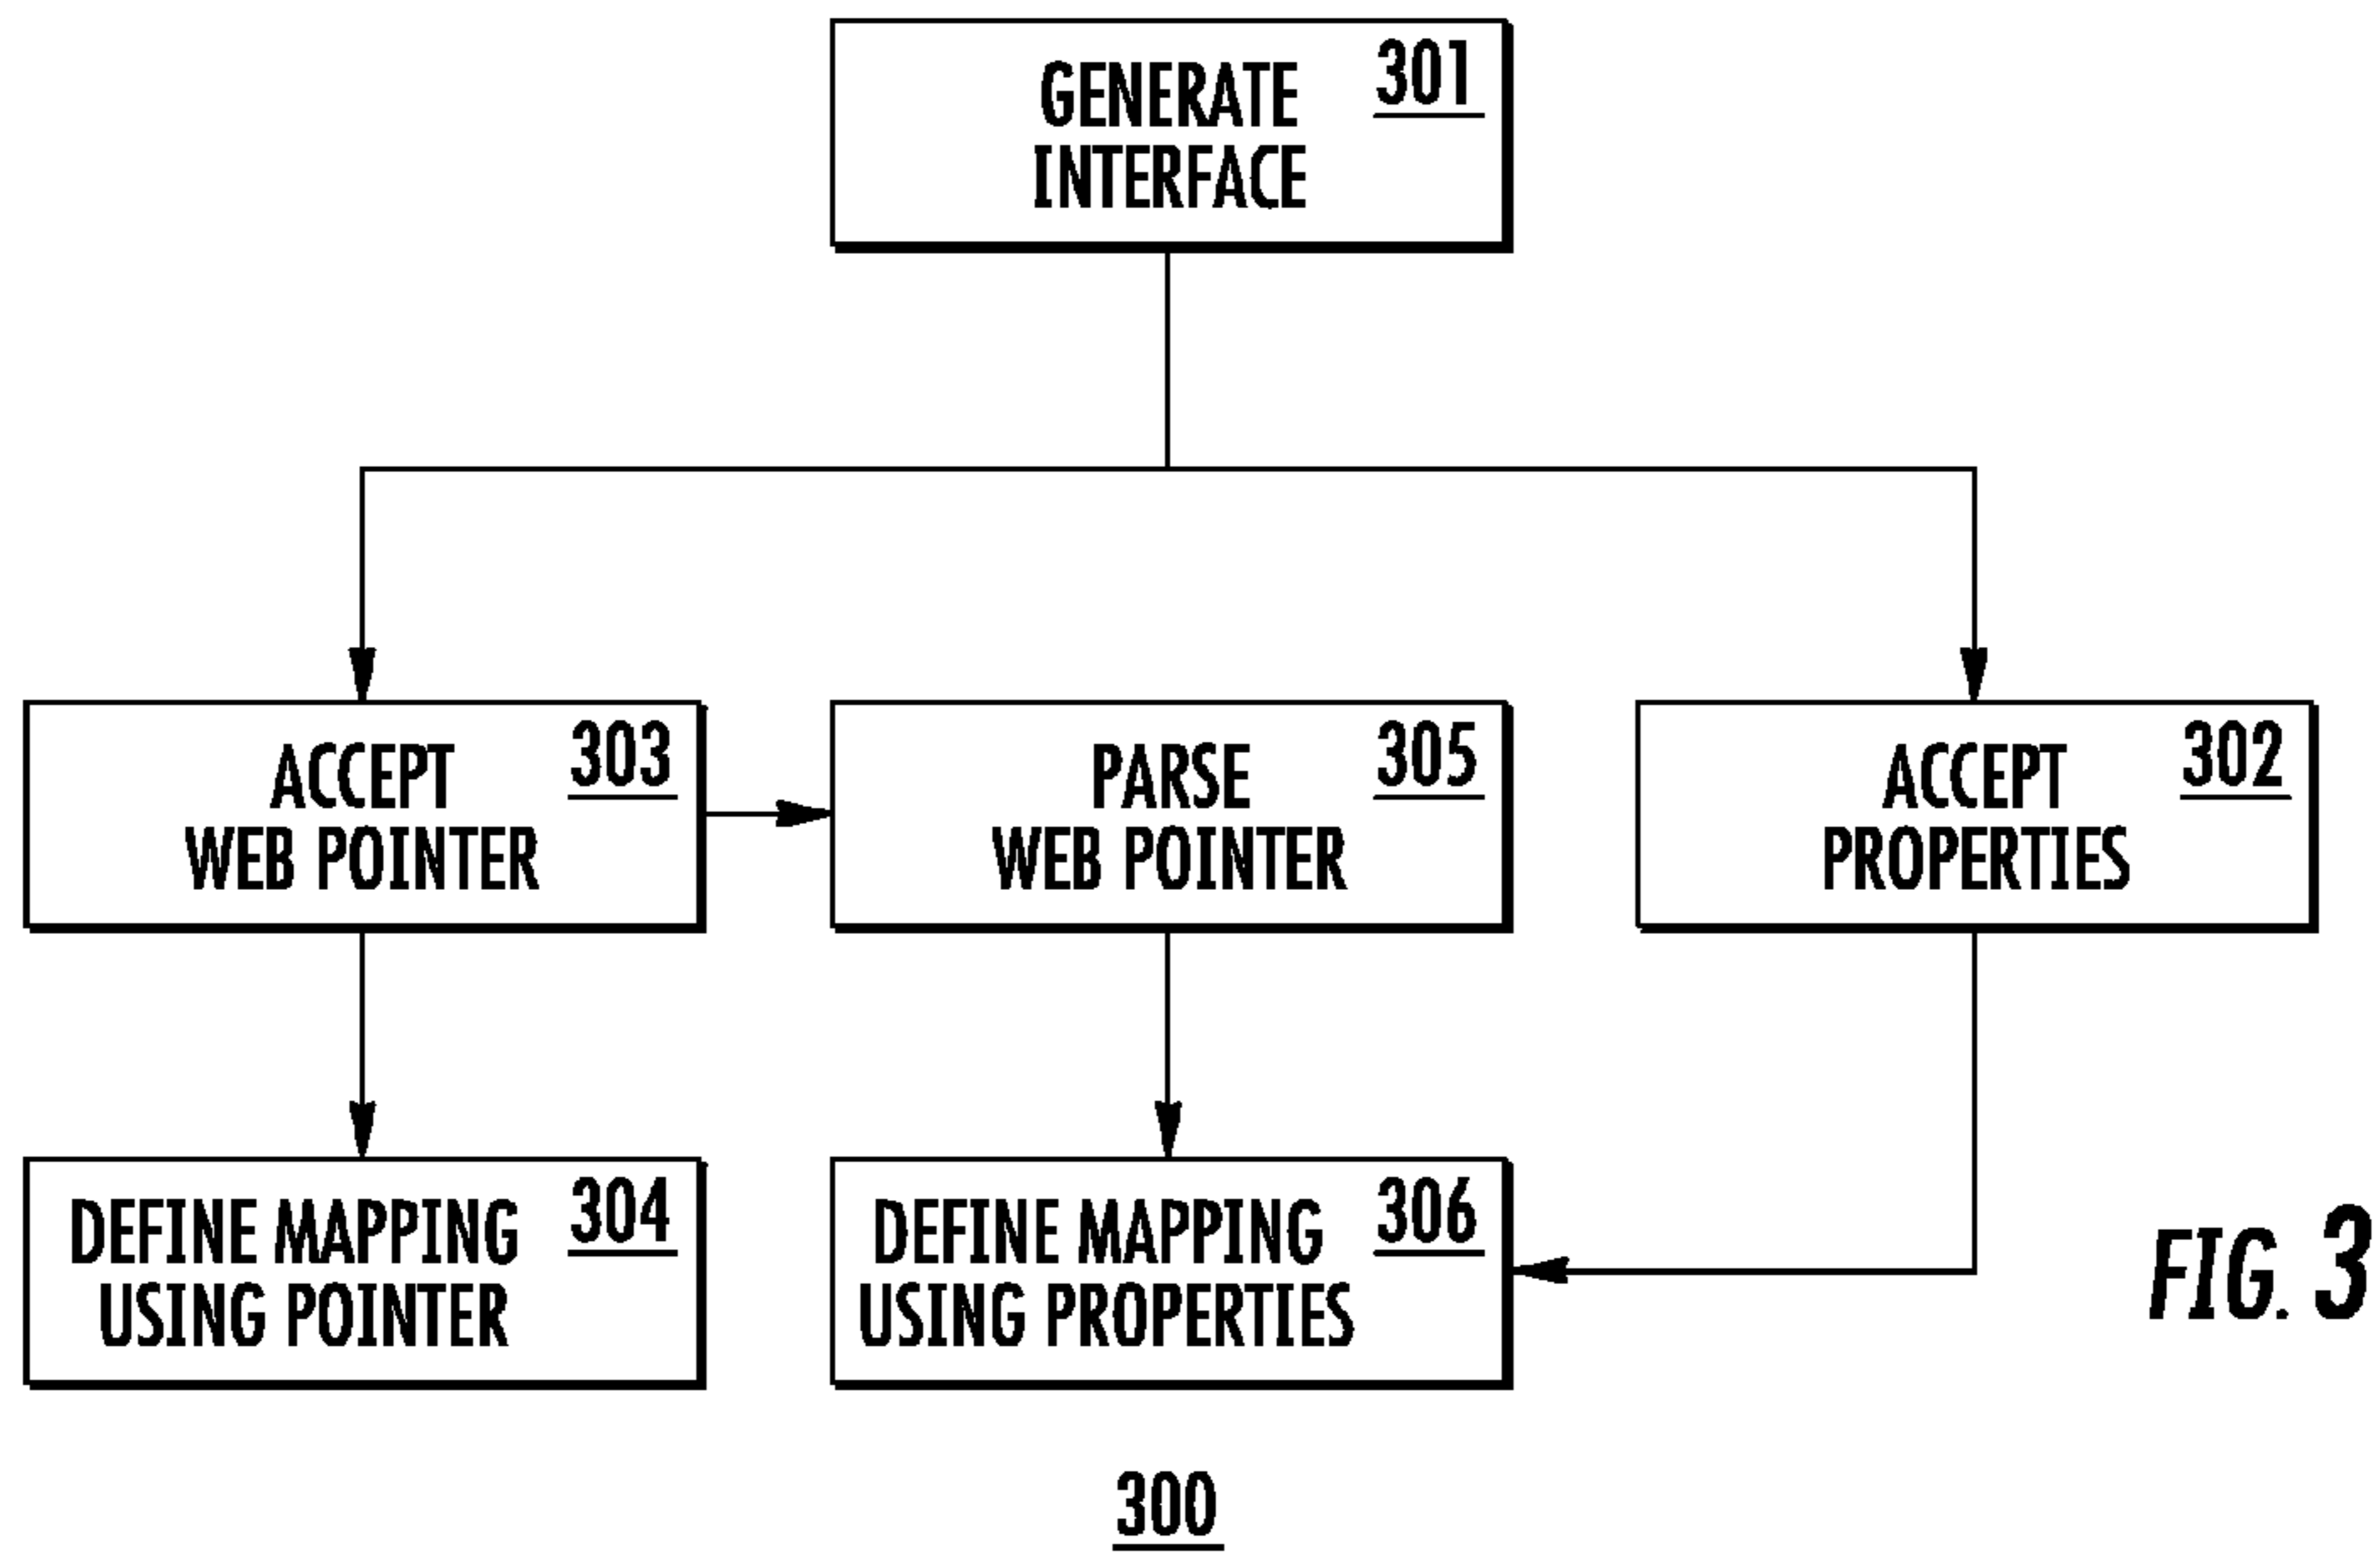 301
GENERATE
INTERFACE
303
ACCEPT
WEB POINTER
305
PARSE
WEB POINTER
302
ACCEPT
PROPERTIES
304
DEFINE MAPPING
USING POINTER
306
DEFINE MAPPING
USING PROPERTIES
FIG. 3
300